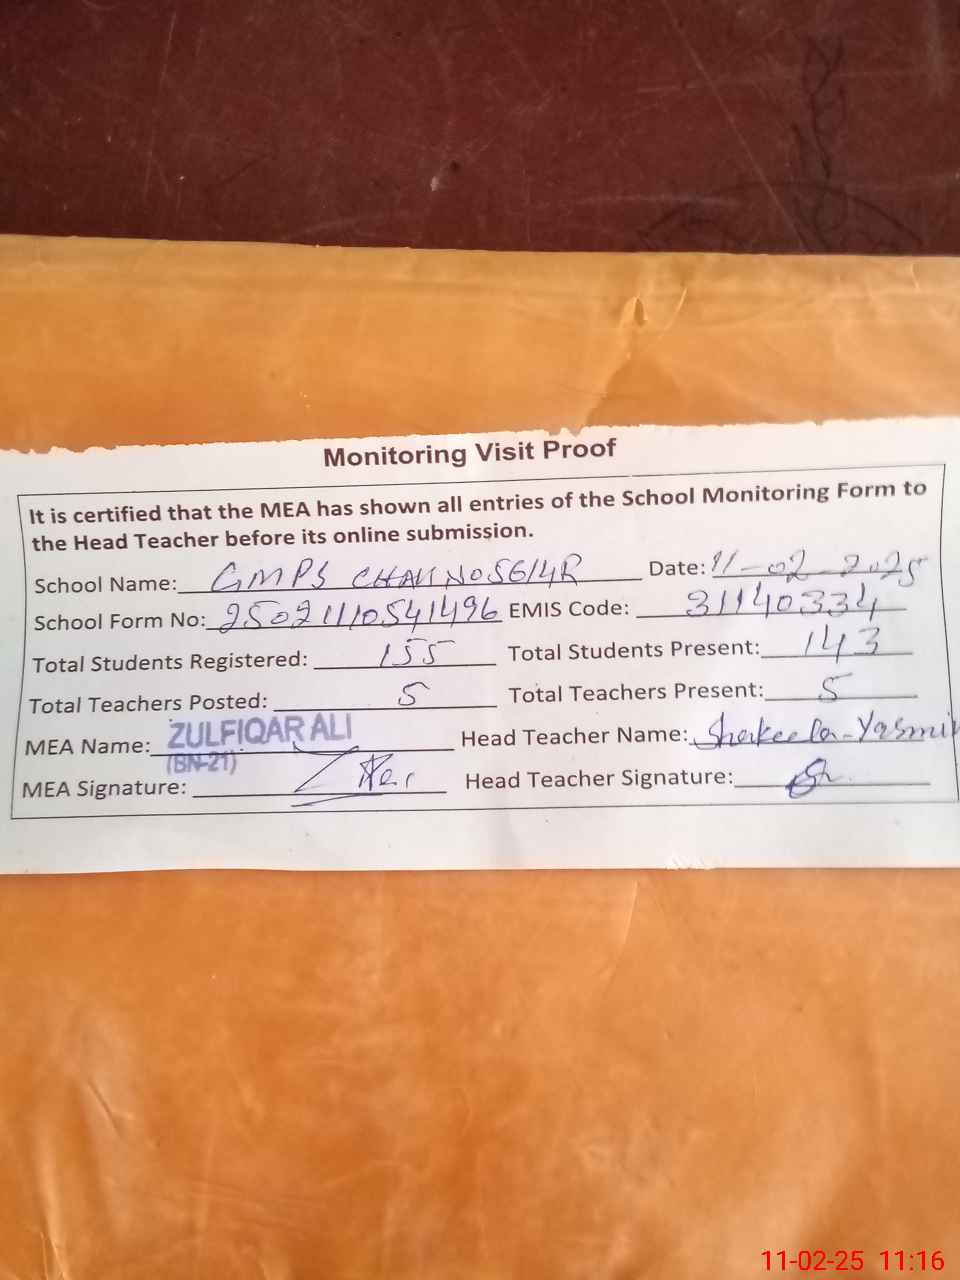 Monitoring Visit Proof
It is certified that the MEA has shown all entries of the School Monitoring Form to
the Head Teacher before its online submission.
School Name: GMPS CHAK NO 56/4R Date: 11-02-2025
School Form No: 25021110541496 EMIS Code: 31140334
Total Students Registered: 155 Total Students Present: 143
Total Teachers Posted: 5 Total Teachers Present: 5
MEA Name: ZULFIQAR ALI Head Teacher Name: Shakeela-Yasmin
(BN-21)
MEA Signature: Head Teacher Signature:
11-02-25 11:16